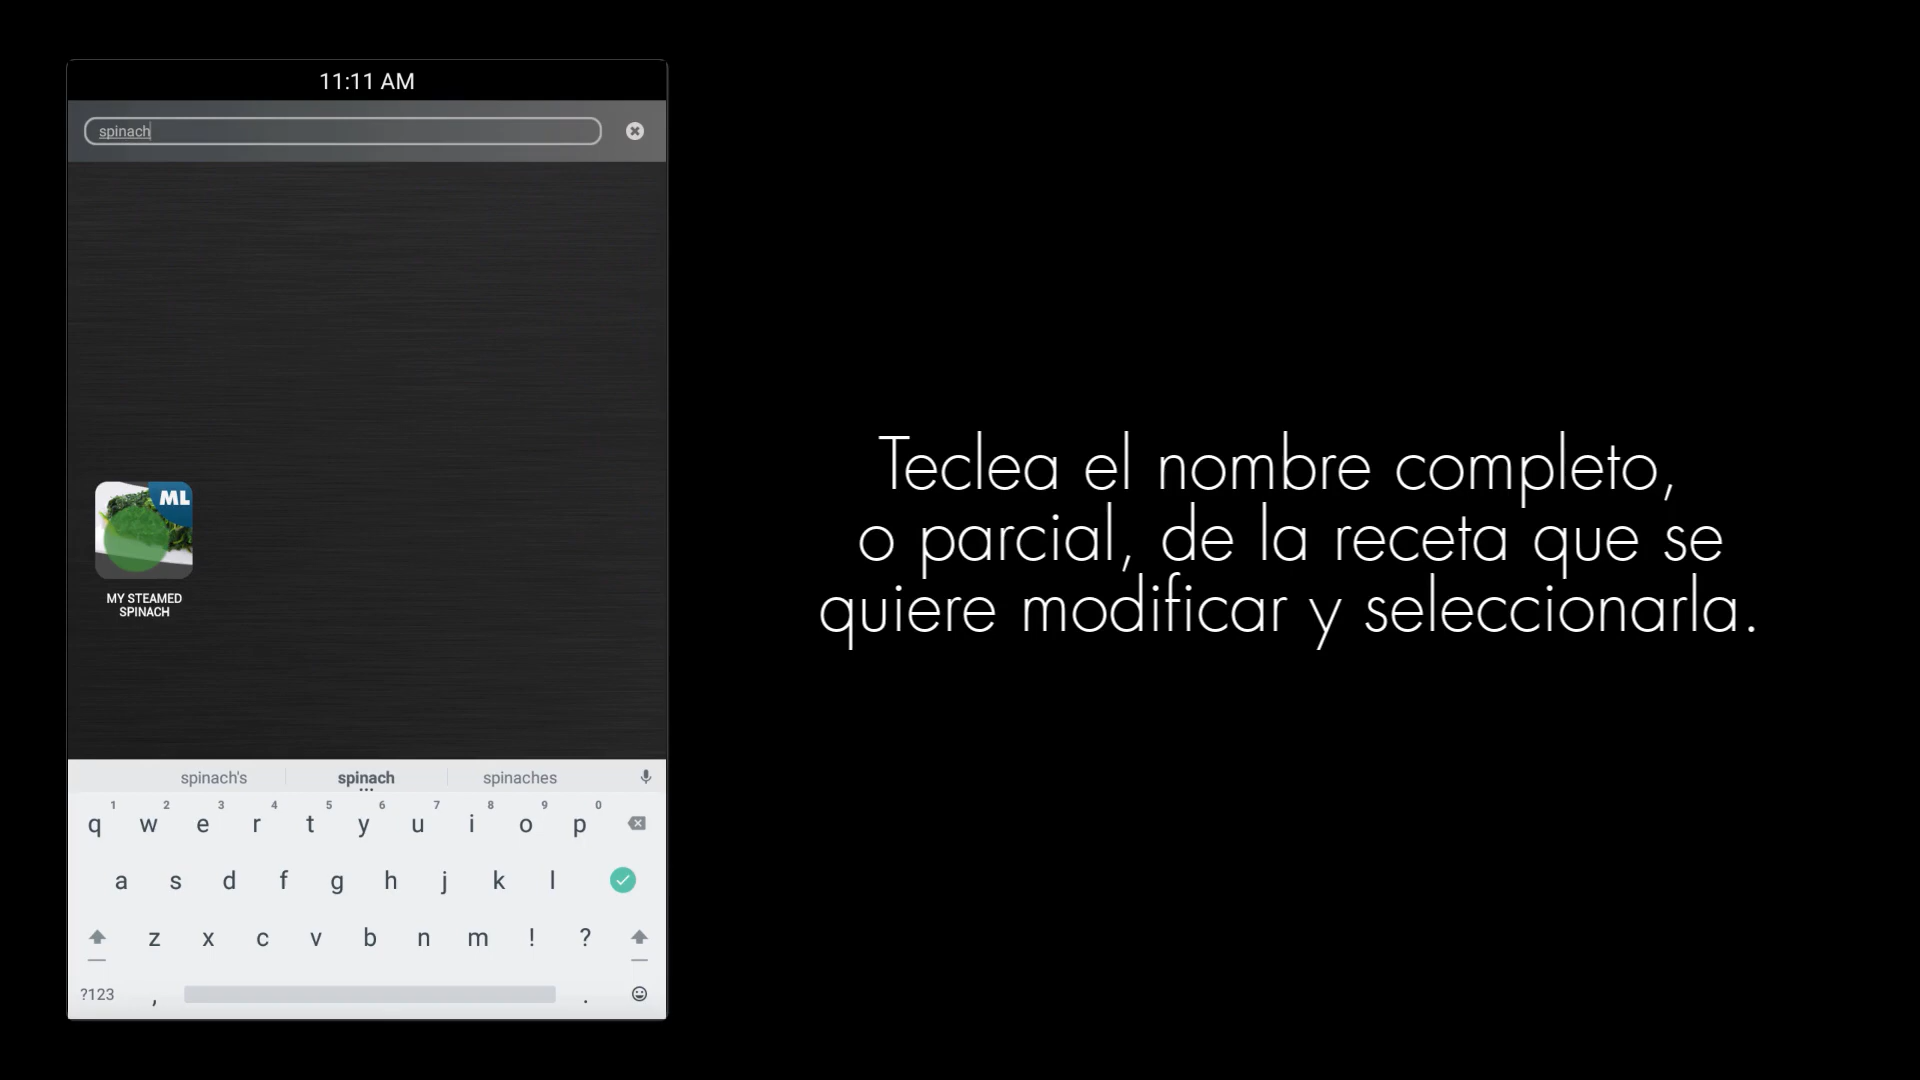 11:11 AM
spinach
ML
MY STEAMED
SPINACH
spinach's spinach spinaches
1 2 3 4 5 6 7 8 9 0
q w e r t y u i o p
a s d f g h j k l
z x c v b n m ! ?
?123 , .
Teclea el nombre completo,
o parcial, de la receta que se
quiere modificar y seleccionarla.